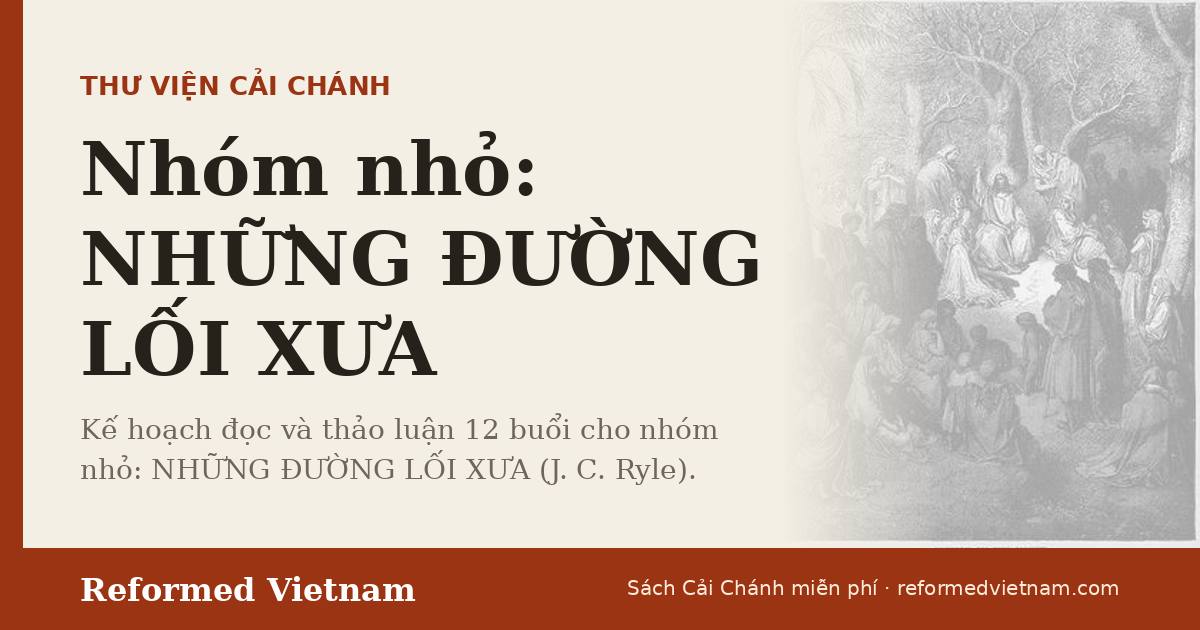 THƯ VIỆN CẢI CHÁNH
Nhóm nhỏ:
NHỮNG ĐƯỜNG
LỐI XƯA
Kế hoạch đọc và thảo luận 12 buổi cho nhóm
nhỏ: NHỮNG ĐƯỜNG LỐI XƯA (J. C. Ryle).
Reformed Vietnam
Sách Cải Chánh miễn phí · reformedvietnam.com